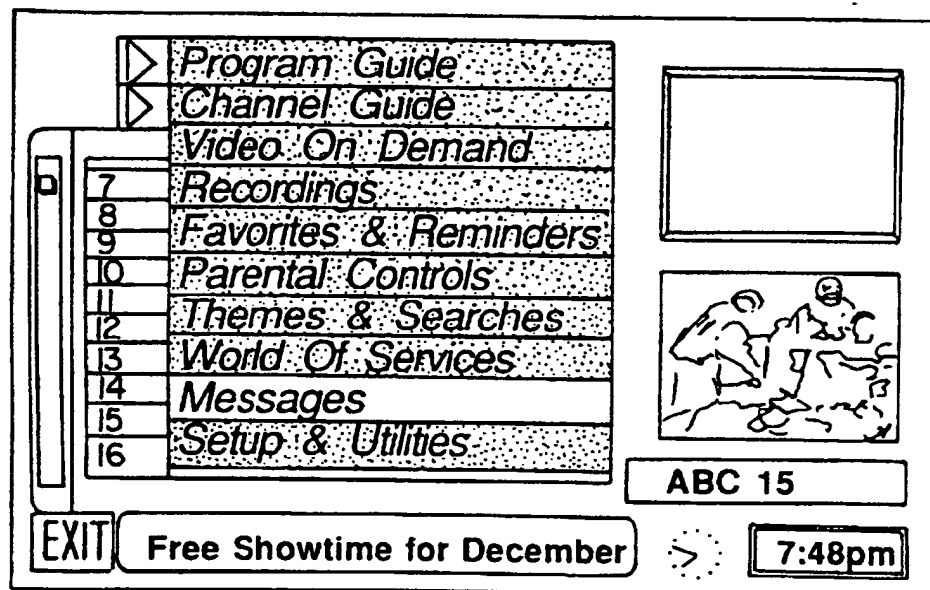 Program Guide
Channel Guide
Video On Demand
7 Recordings
8
9 Favorites & Reminders
10 Parental Controls
11
12 Themes & Searches
13 World Of Services
14 Messages
15
16 Setup & Utilities
ABC 15
EXIT Free Showtime for December 7:48pm